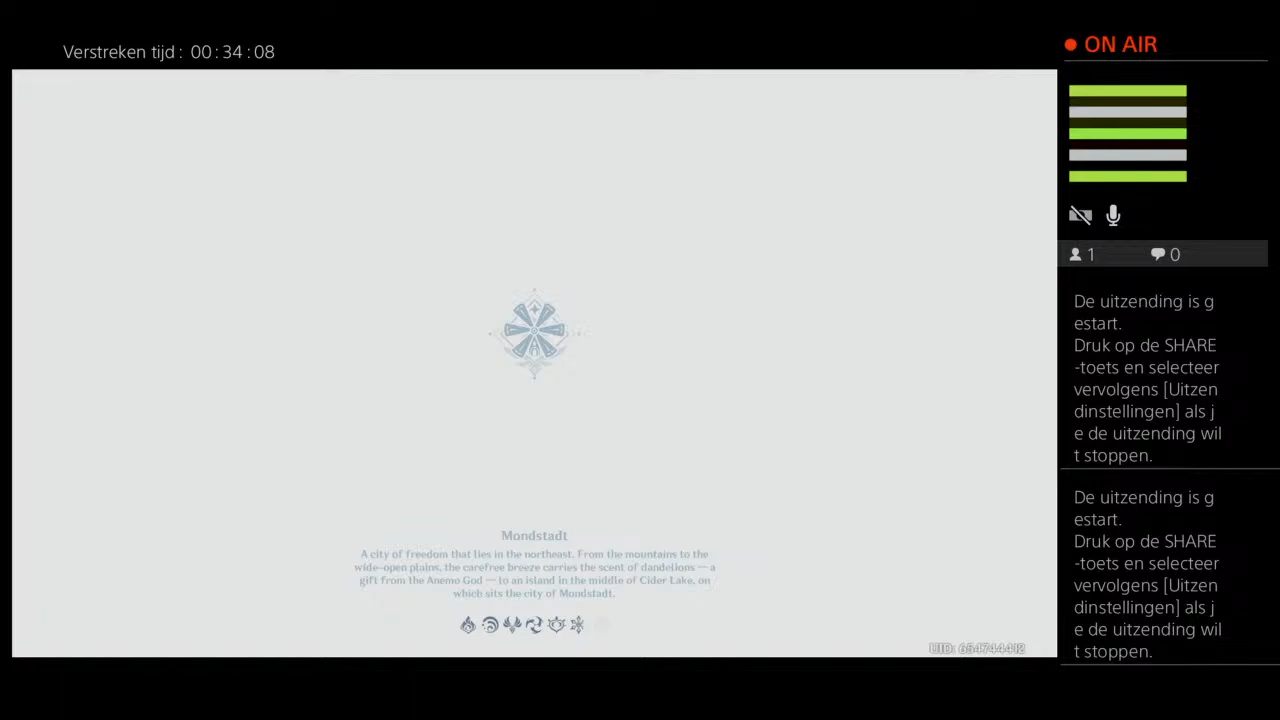 Verstreken tijd : 00 : 34 : 08
ON AIR
1 0
De uitzending is g
estart.
Druk op de SHARE
-toets en selecteer
vervolgens [Uitzen
dinstellingen] als j
e de uitzending wil
t stoppen.
De uitzending is g
estart.
Druk op de SHARE
-toets en selecteer
vervolgens [Uitzen
dinstellingen] als j
e de uitzending wil
t stoppen.
Mondstadt
A city of freedom that lies in the northeast. From the mountains to the
wide-open plains, the carefree breeze carries the scent of dandelions — a
gift from the Anemo God — to an island in the middle of Cider Lake, on
which sits the city of Mondstadt.
UID: